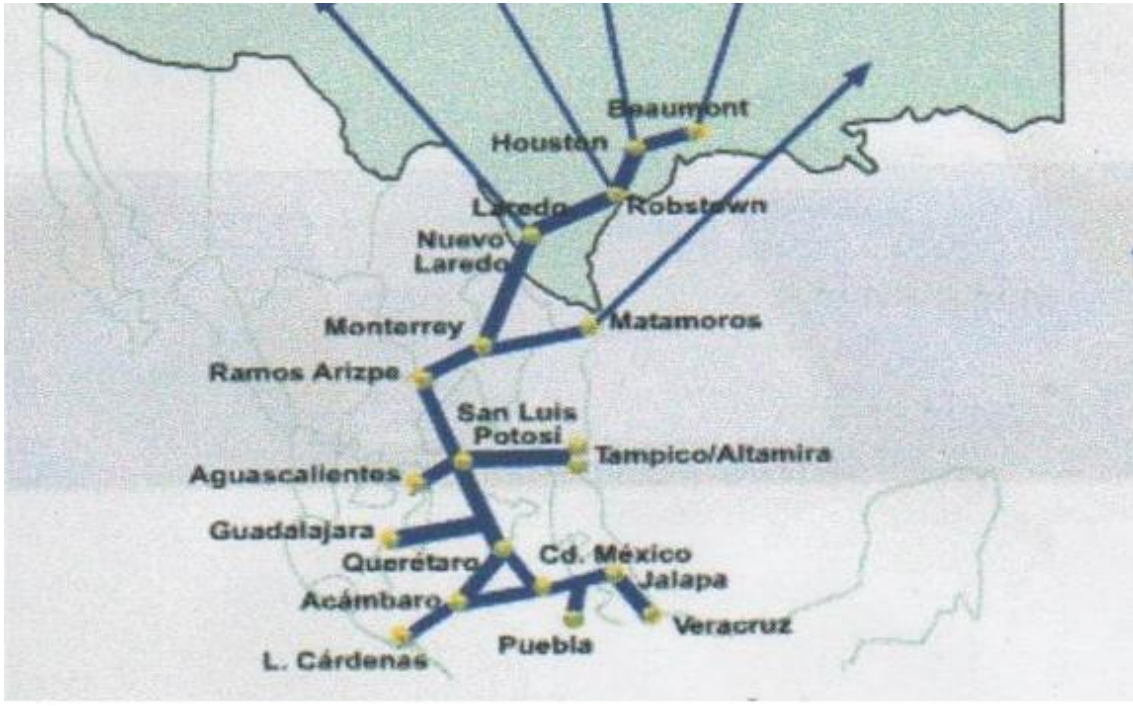 Beaumont
Houston
Laredo
Robstown
Nuevo
Laredo
Monterrey
Matamoros
Ramos Arizpe
San Luis
Potosí
Tampico/Altamira
Aguascalientes
Guadalajara
Querétaro
Cd. México
Jalapa
Acámbaro
Puebla
Veracruz
L. Cárdenas